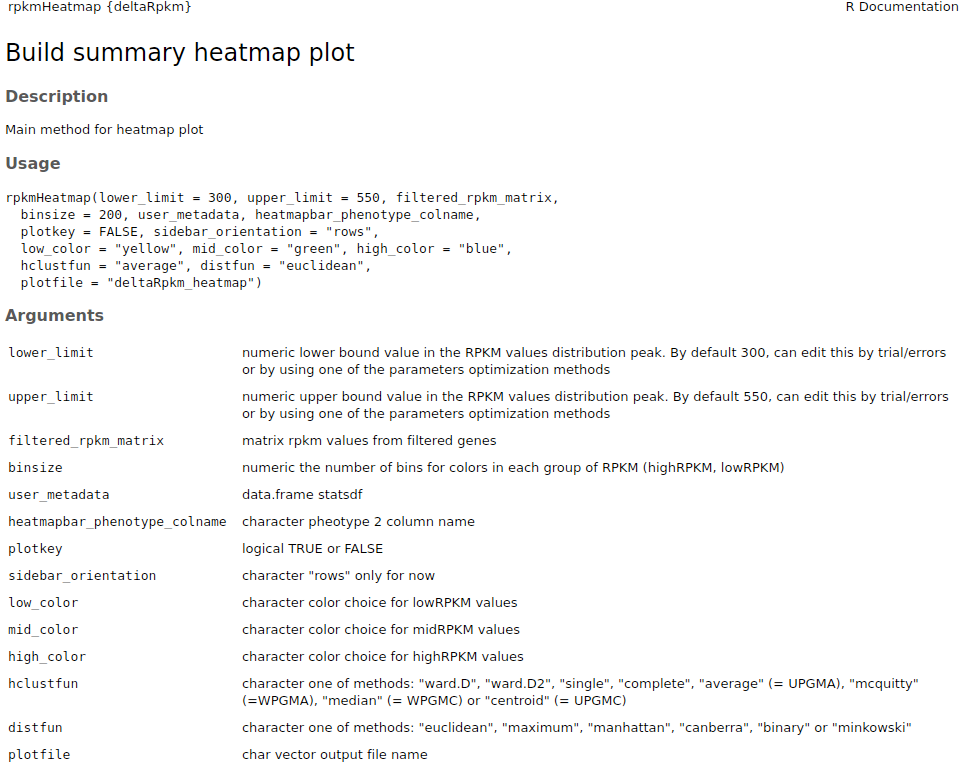 rpkmHeatmap {deltaRpkm} R Documentation
Build summary heatmap plot
Description
Main method for heatmap plot
Usage
rpkmHeatmap(lower_limit = 300, upper_limit = 550, filtered_rpkm_matrix,
binsize = 200, user_metadata, heatmapbar_phenotype_colname,
plotkey = FALSE, sidebar_orientation = "rows",
low_color = "yellow", mid_color = "green", high_color = "blue",
hclustfun = "average", distfun = "euclidean",
plotfile = "deltaRpkm_heatmap")
Arguments
lower_limit numeric lower bound value in the RPKM values distribution peak. By default 300, can edit this by trial/errors
or by using one of the parameters optimization methods
upper_limit numeric upper bound value in the RPKM values distribution peak. By default 550, can edit this by trial/errors
or by using one of the parameters optimization methods
filtered_rpkm_matrix matrix rpkm values from filtered genes
binsize numeric the number of bins for colors in each group of RPKM (highRPKM, lowRPKM)
user_metadata data.frame statsdf
heatmapbar_phenotype_colname character pheotype 2 column name
plotkey logical TRUE or FALSE
sidebar_orientation character "rows" only for now
low_color character color choice for lowRPKM values
mid_color character color choice for midRPKM values
high_color character color choice for highRPKM values
hclustfun character one of methods: "ward.D", "ward.D2", "single", "complete", "average" (= UPGMA), "mcquitty"
(=WPGMA), "median" (= WPGMC) or "centroid" (= UPGMC)
distfun character one of methods: "euclidean", "maximum", "manhattan", "canberra", "binary" or "minkowski"
plotfile char vector output file name